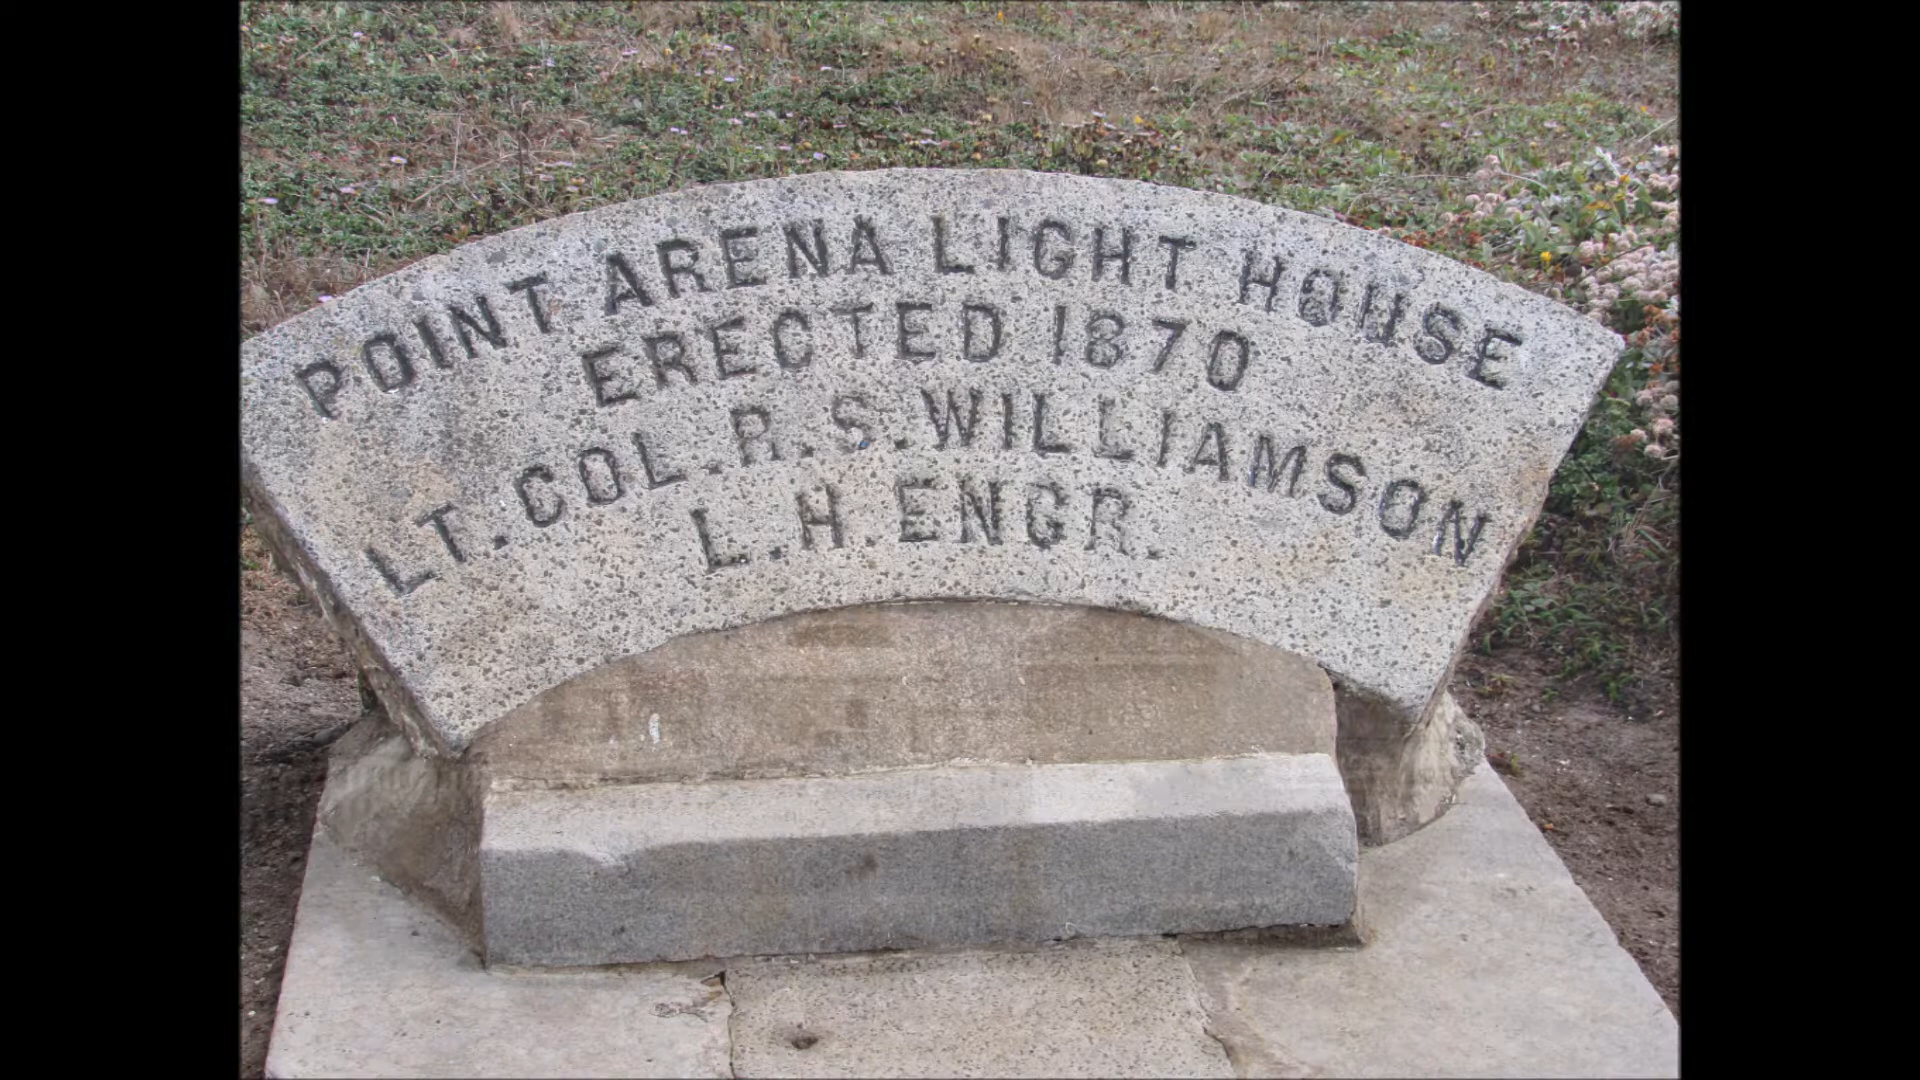 POINT ARENA LIGHT HOUSE
ERECTED 1870
LT. COL. R. S. WILLIAMSON
L. H. ENGR.